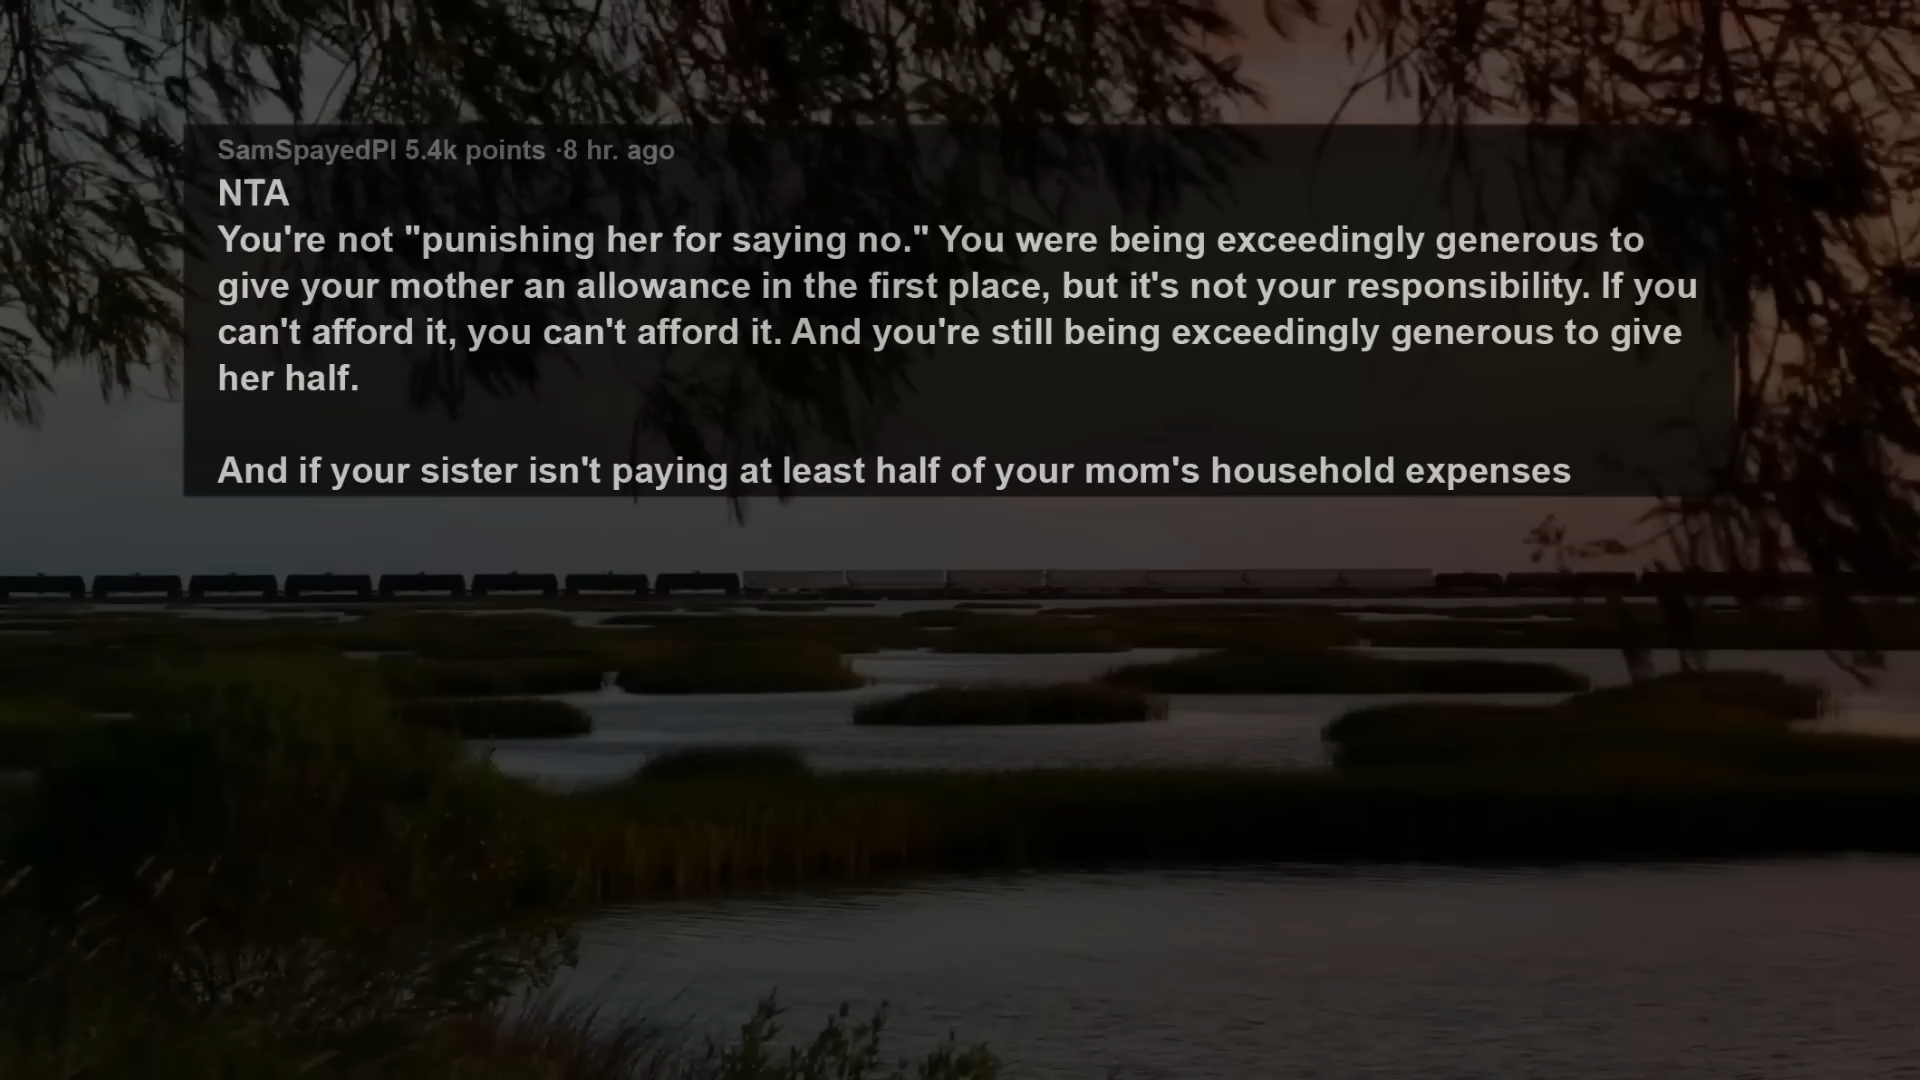 SamSpayedPI 5.4k points ·8 hr. ago
NTA
You're not "punishing her for saying no." You were being exceedingly generous to
give your mother an allowance in the first place, but it's not your responsibility. If you
can't afford it, you can't afford it. And you're still being exceedingly generous to give
her half.
And if your sister isn't paying at least half of your mom's household expenses